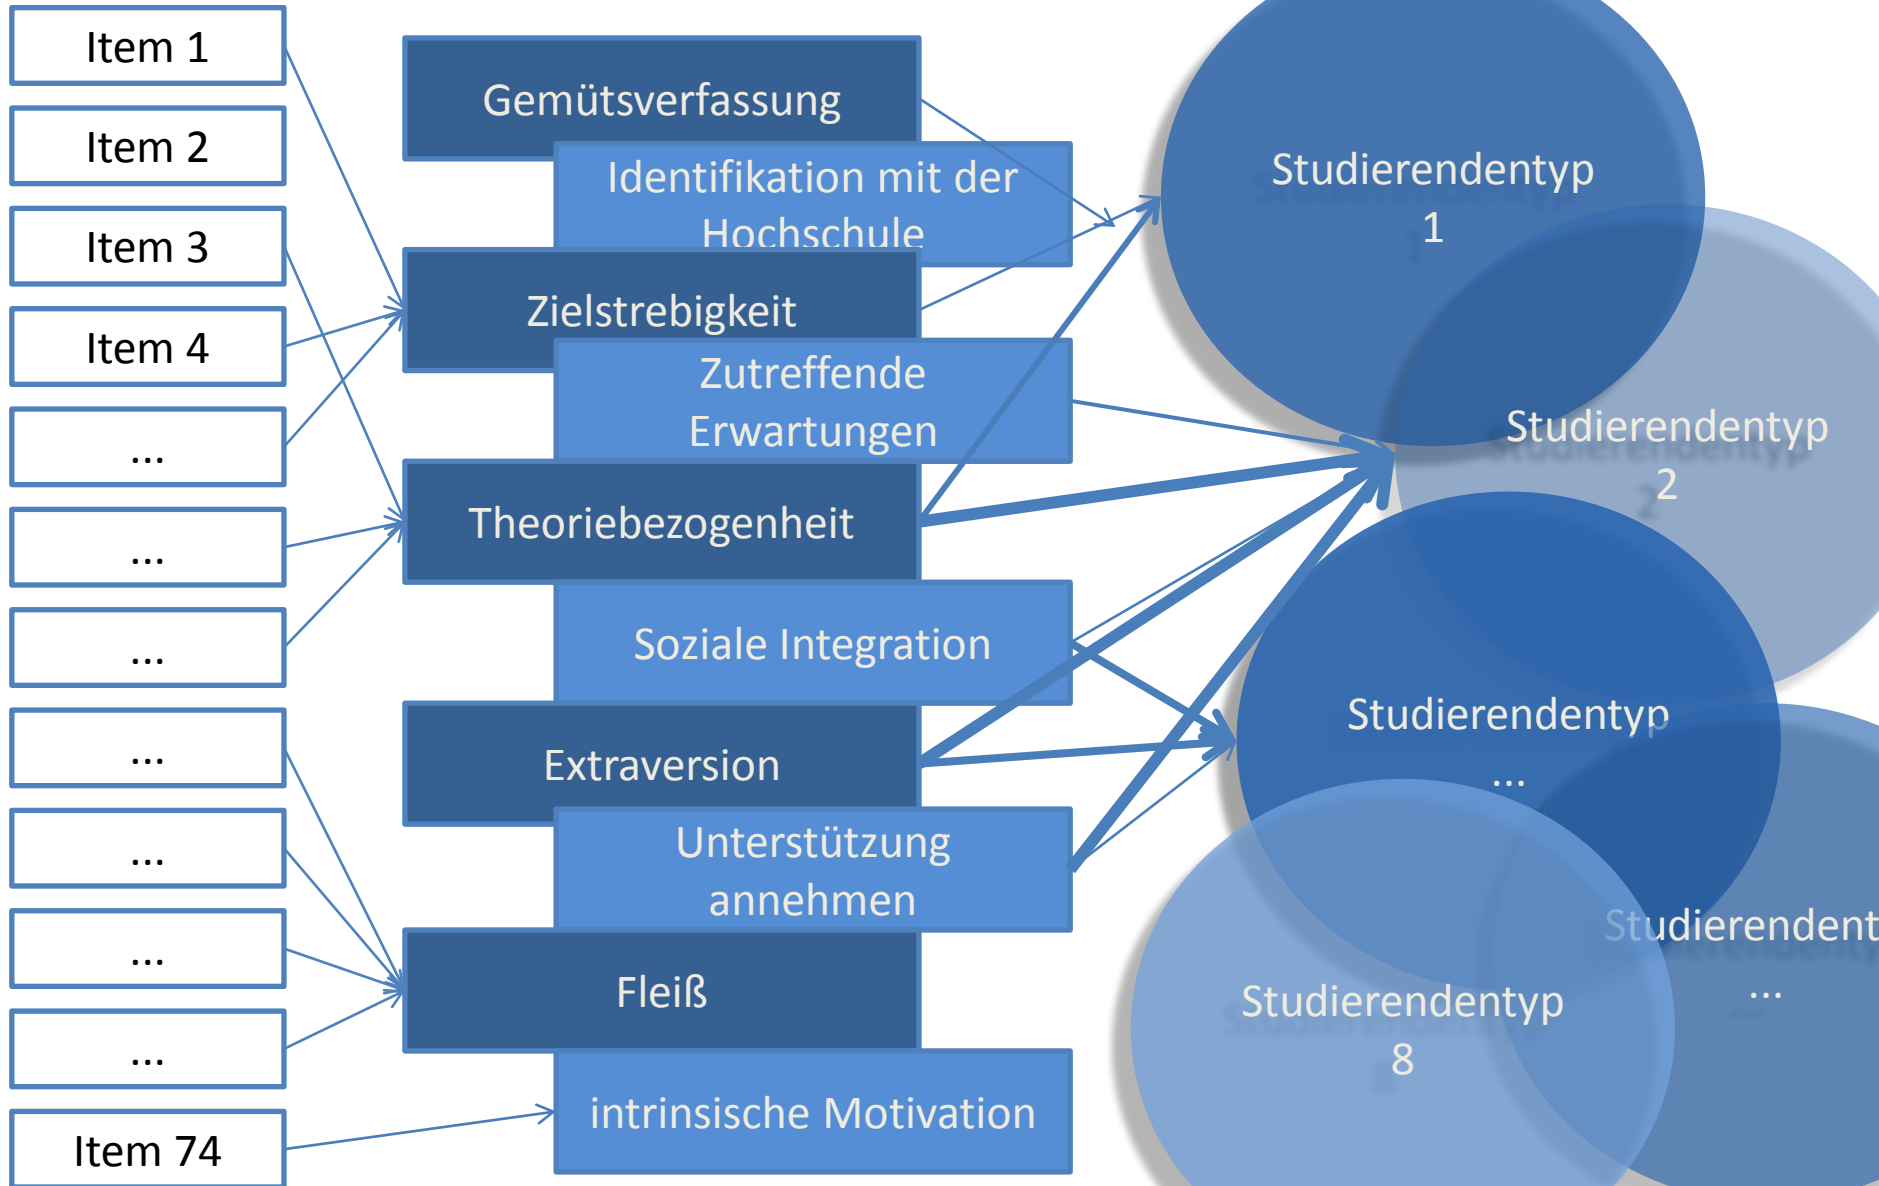 Item 1
Item 2
Item 3
Item 4
...
...
...
...
...
...
...
Item 74
Gemütsverfassung
Identifikation mit der
Hochschule
Zielstrebigkeit
Zutreffende
Erwartungen
Theoriebezogenheit
Soziale Integration
Extraversion
Unterstützung
annehmen
Fleiß
intrinsische Motivation
Studierendentyp
1
Studierendentyp
2
Studierendentyp
...
Studierendent
...
Studierendentyp
8